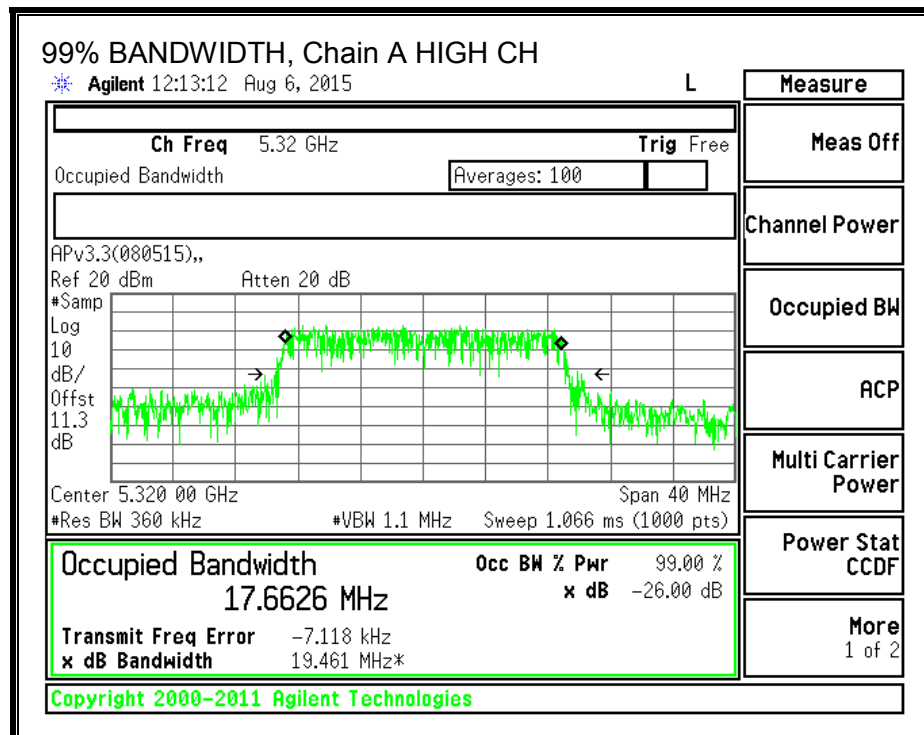 99% BANDWIDTH, Chain A HIGH CH
Agilent 12:13:12 Aug 6, 2015 L
Measure
Ch Freq 5.32 GHz Trig Free
Meas Off
Occupied Bandwidth Averages: 100
Channel Power
APv3.3(080515),,
Ref 20 dBm Atten 20 dB
#Samp
Log
10
dB/
Offst
11.3
dB
Occupied BW
ACP
Multi Carrier
Power
Center 5.320 00 GHz Span 40 MHz
#Res BW 360 kHz #VBW 1.1 MHz Sweep 1.066 ms (1000 pts)
Power Stat
CCDF
Occupied Bandwidth Occ BW % Pwr 99.00 %
17.6626 MHz x dB -26.00 dB
Transmit Freq Error -7.118 kHz
x dB Bandwidth 19.461 MHz*
More
1 of 2
Copyright 2000-2011 Agilent Technologies